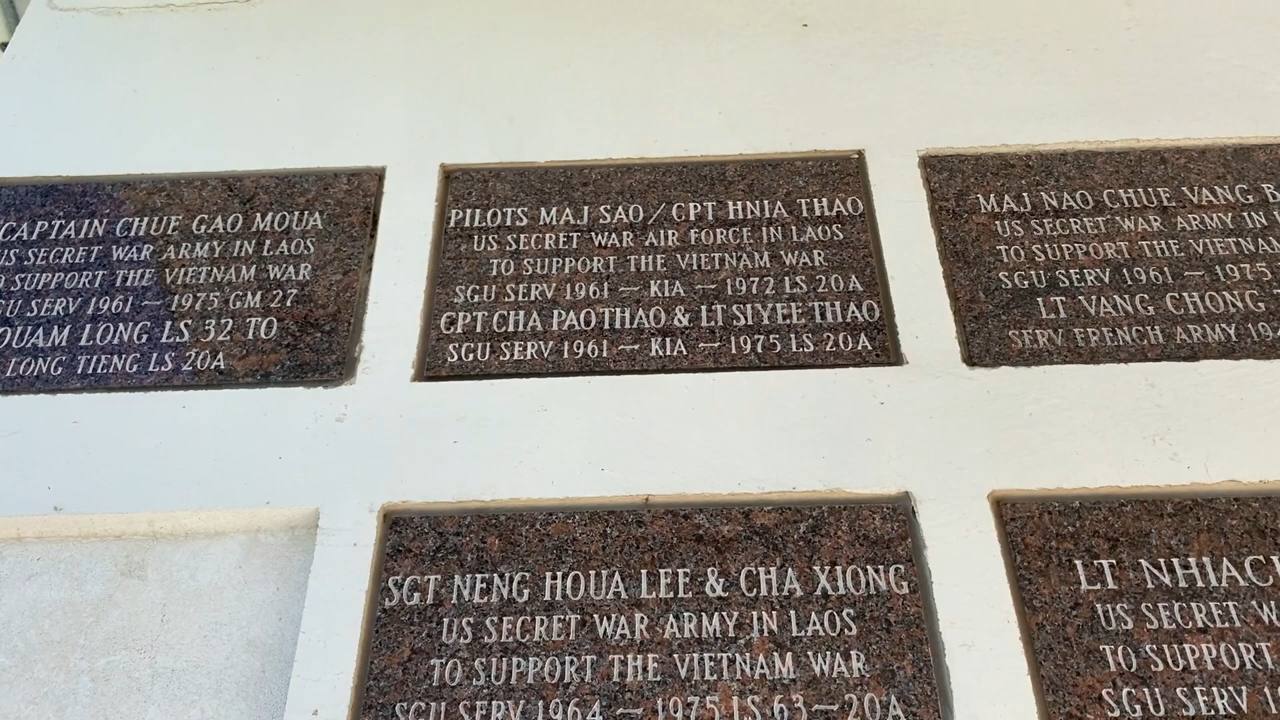 CAPTAIN CHUE GAO MOUA
US SECRET WAR ARMY IN LAOS
TO SUPPORT THE VIETNAM WAR
SGU SERV 1961 — 1975 GM 27
OUAM LONG LS 32 TO
LONG TIENG LS 20A
PILOTS MAJ SAO / CPT HNIA THAO
US SECRET WAR AIR FORCE IN LAOS
TO SUPPORT THE VIETNAM WAR
SGU SERV 1961 — KIA — 1972 LS 20A
CPT CHA PAO THAO & LT SIYEE THAO
SGU SERV 1961 — KIA — 1975 LS 20A
MAJ NAO CHUE VANG
US SECRET WAR ARMY IN
TO SUPPORT THE VIETNAM
SGU SERV 1961 — 1975
LT VANG CHONG
SERV FRENCH ARMY
SGT NENG HOUA LEE & CHA XIONG
US SECRET WAR ARMY IN LAOS
TO SUPPORT THE VIETNAM WAR
SGU SERV 1964 — 1975 LS 63 — 20A
LT
US SECRET
TO SUPPORT
SGU SERV